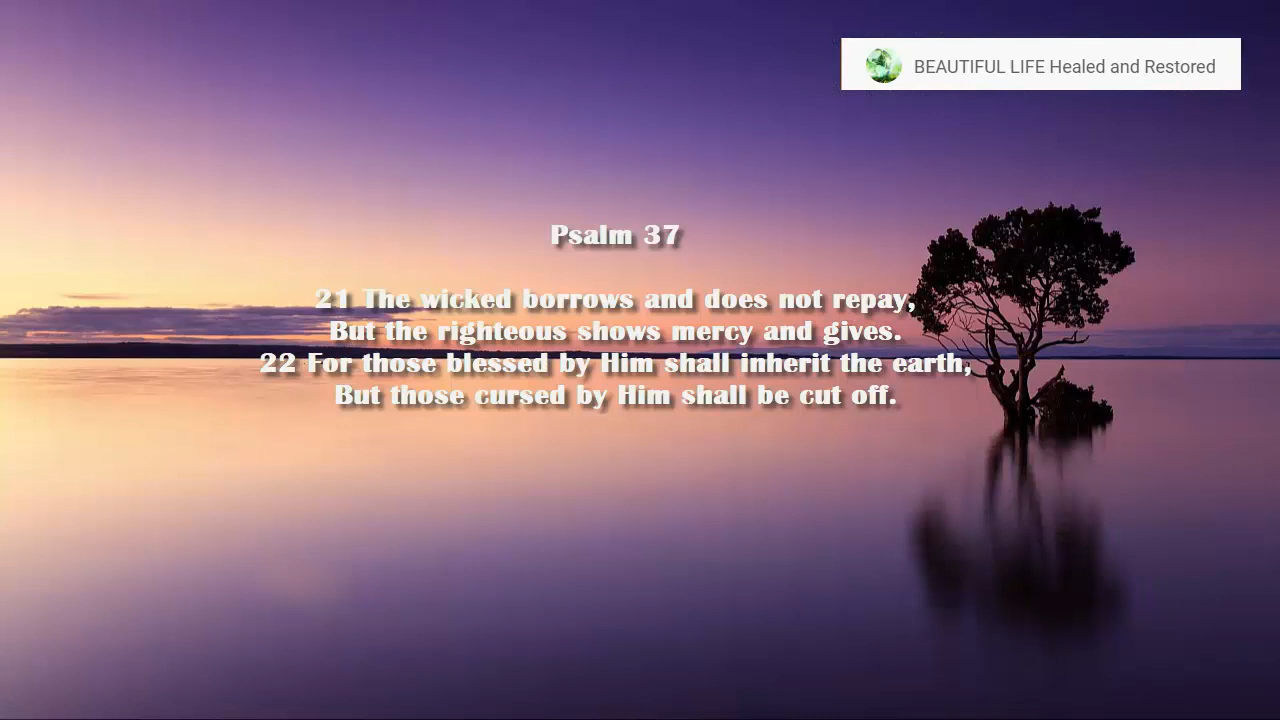 BEAUTIFUL LIFE Healed and Restored
Psalm 37
21 The wicked borrows and does not repay,
But the righteous shows mercy and gives.
22 For those blessed by Him shall inherit the earth,
But those cursed by Him shall be cut off.